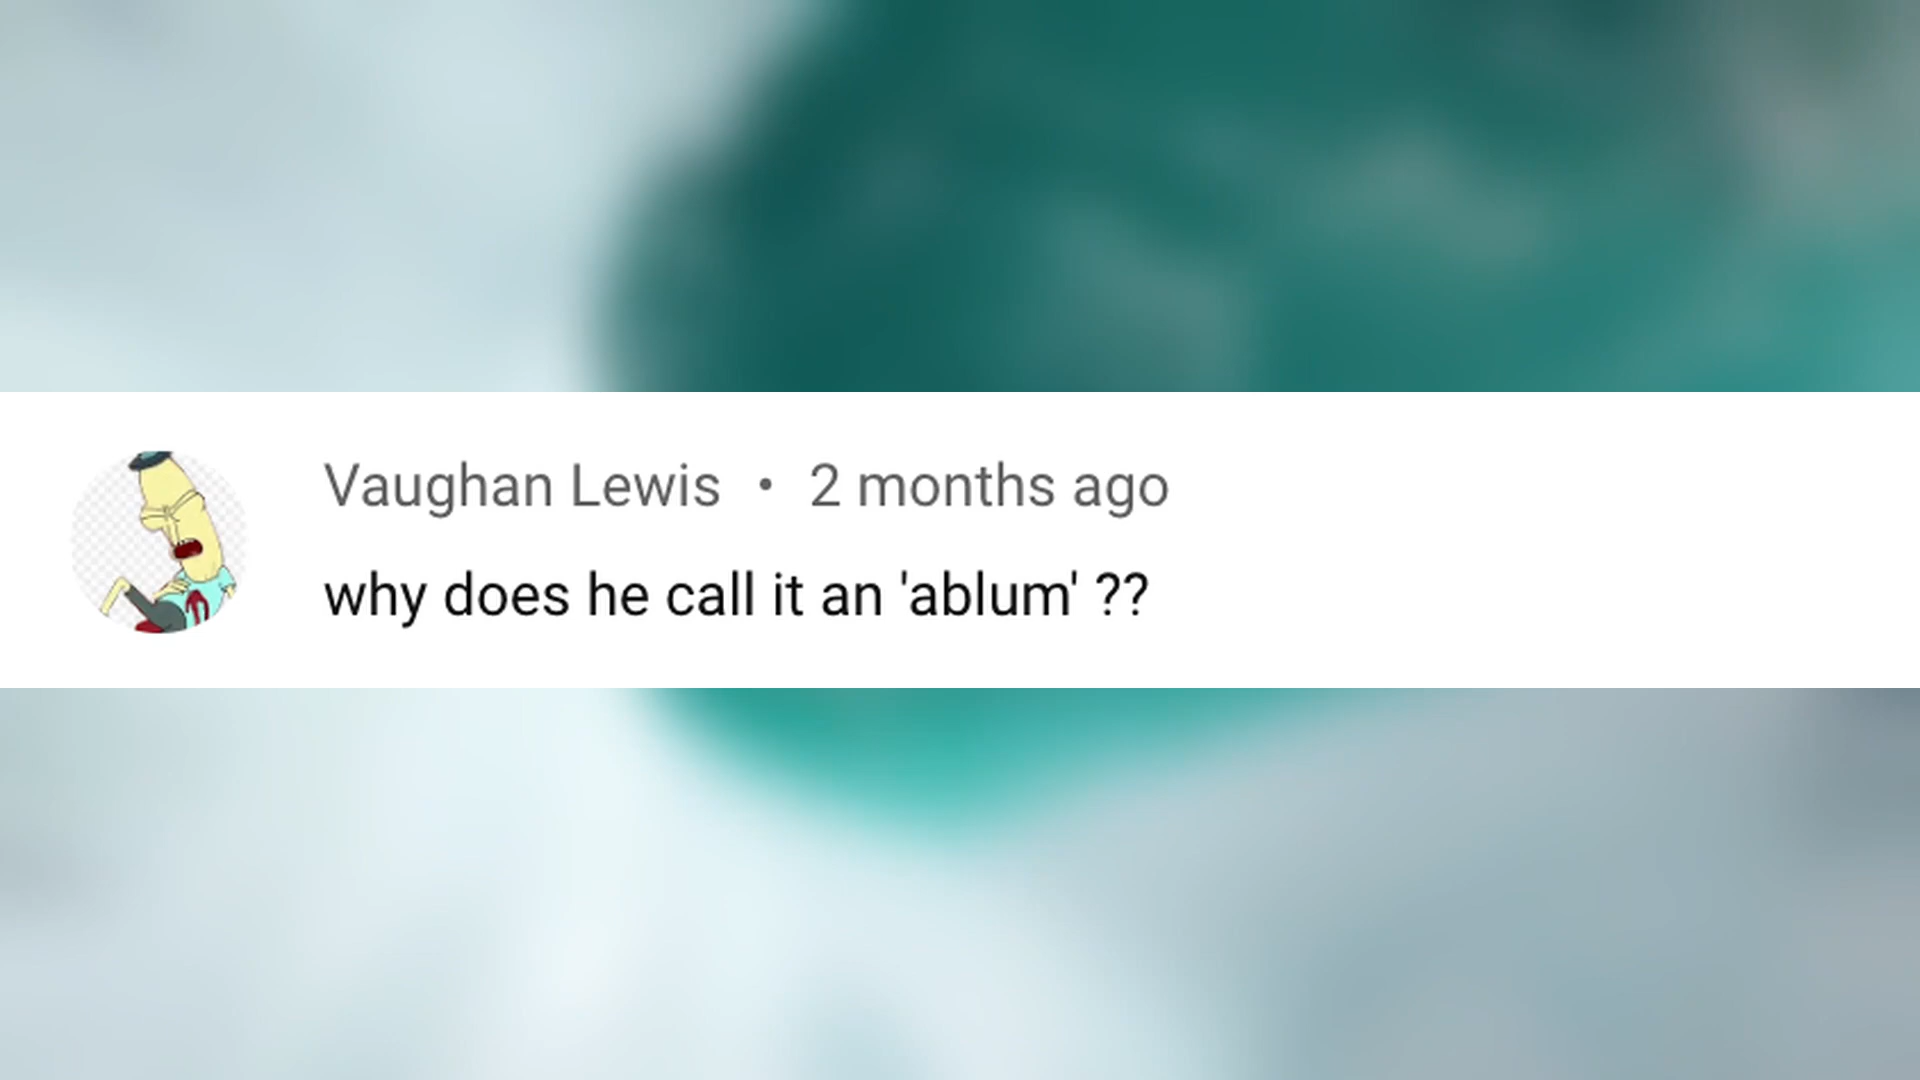 Vaughan Lewis • 2 months ago
why does he call it an 'ablum' ??